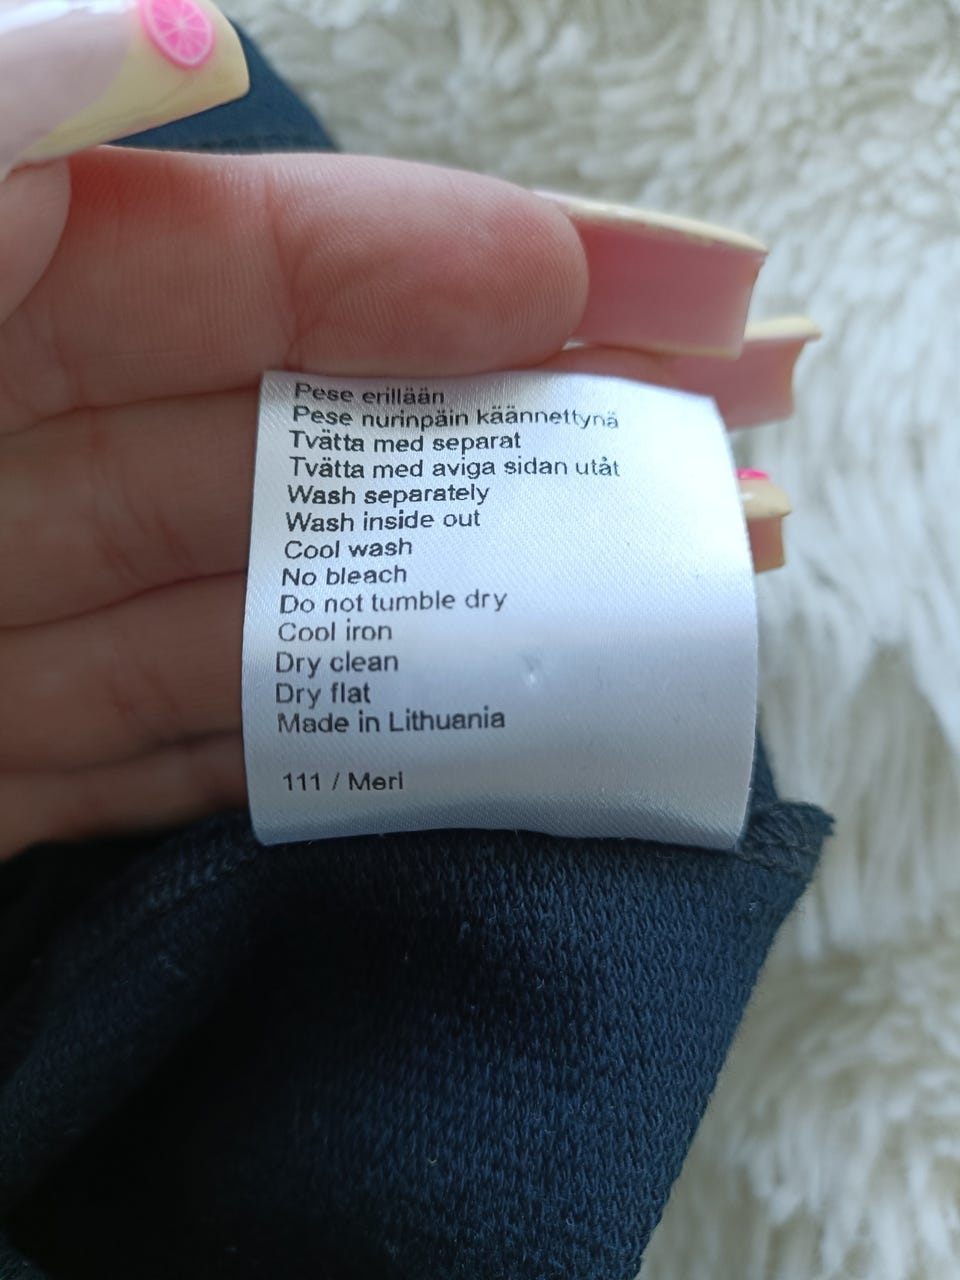 Pese erillään
Pese nurinpäin käännettynä
Tvätta med separat
Tvätta med aviga sidan utåt
Wash separately
Wash inside out
Cool wash
No bleach
Do not tumble dry
Cool iron
Dry clean
Dry flat
Made in Lithuania
111 / Meri